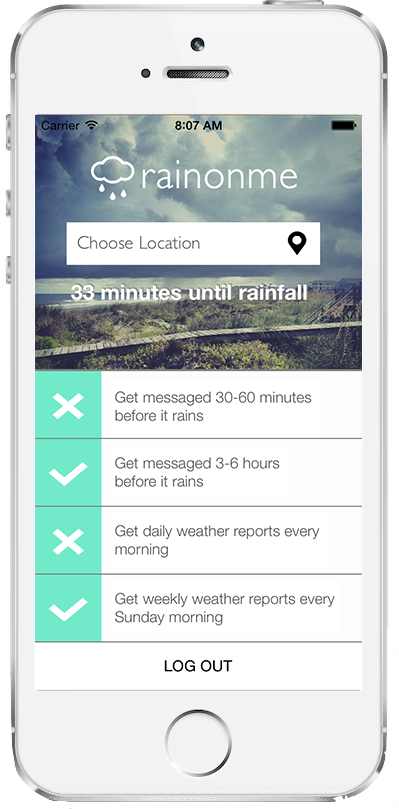 Carrier 8:07 AM
rainonme
Choose Location
33 minutes until rainfall
Get messaged 30-60 minutes
before it rains
Get messaged 3-6 hours
before it rains
Get daily weather reports every
morning
Get weekly weather reports every
Sunday morning
LOG OUT